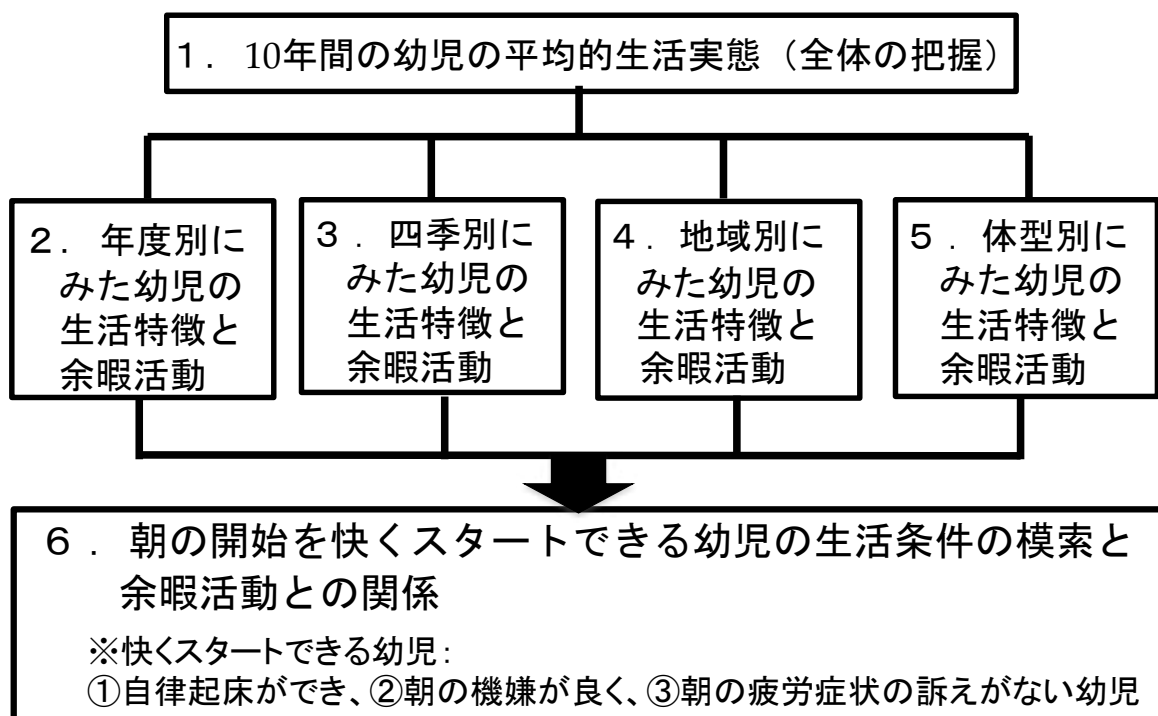 １．10年間の幼児の平均的生活実態（全体の把握）
２．年度別に
みた幼児の
生活特徴と
余暇活動
３．四季別に
みた幼児の
生活特徴と
余暇活動
４．地域別に
みた幼児の
生活特徴と
余暇活動
５．体型別に
みた幼児の
生活特徴と
余暇活動
６．朝の開始を快くスタートできる幼児の生活条件の模索と
余暇活動との関係
※快くスタートできる幼児：
①自律起床ができ、②朝の機嫌が良く、③朝の疲労症状の訴えがない幼児